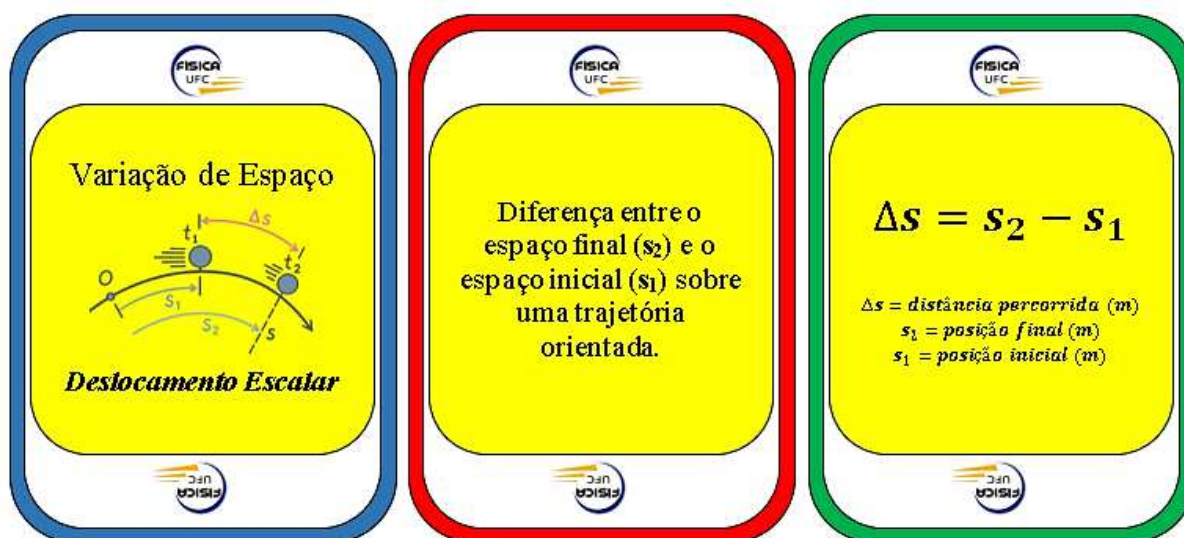 FISICA
UFC
Variação de Espaço
Δs
t₁
t₂
O
S₁
S₂
s
Deslocamento Escalar
FISICA
UFC
FISICA
UFC
Diferença entre o
espaço final (s₂) e o
espaço inicial (s₁) sobre
uma trajetória
orientada.
FISICA
UFC
FISICA
UFC
Δs = s₂ − s₁
Δs = distância percorrida (m)
s₂ = posição final (m)
s₁ = posição inicial (m)
FISICA
UFC